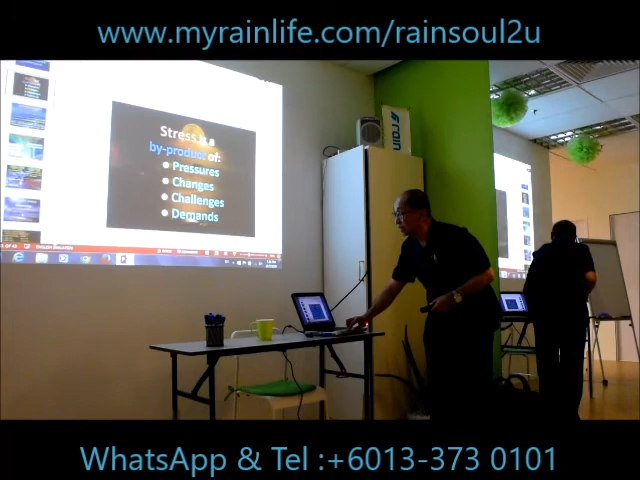 www.myrainlife.com/rainsoul2u
Stress is a
by-product of:
Pressures
Changes
Challenges
Demands
rain
WhatsApp & Tel :+6013-373 0101